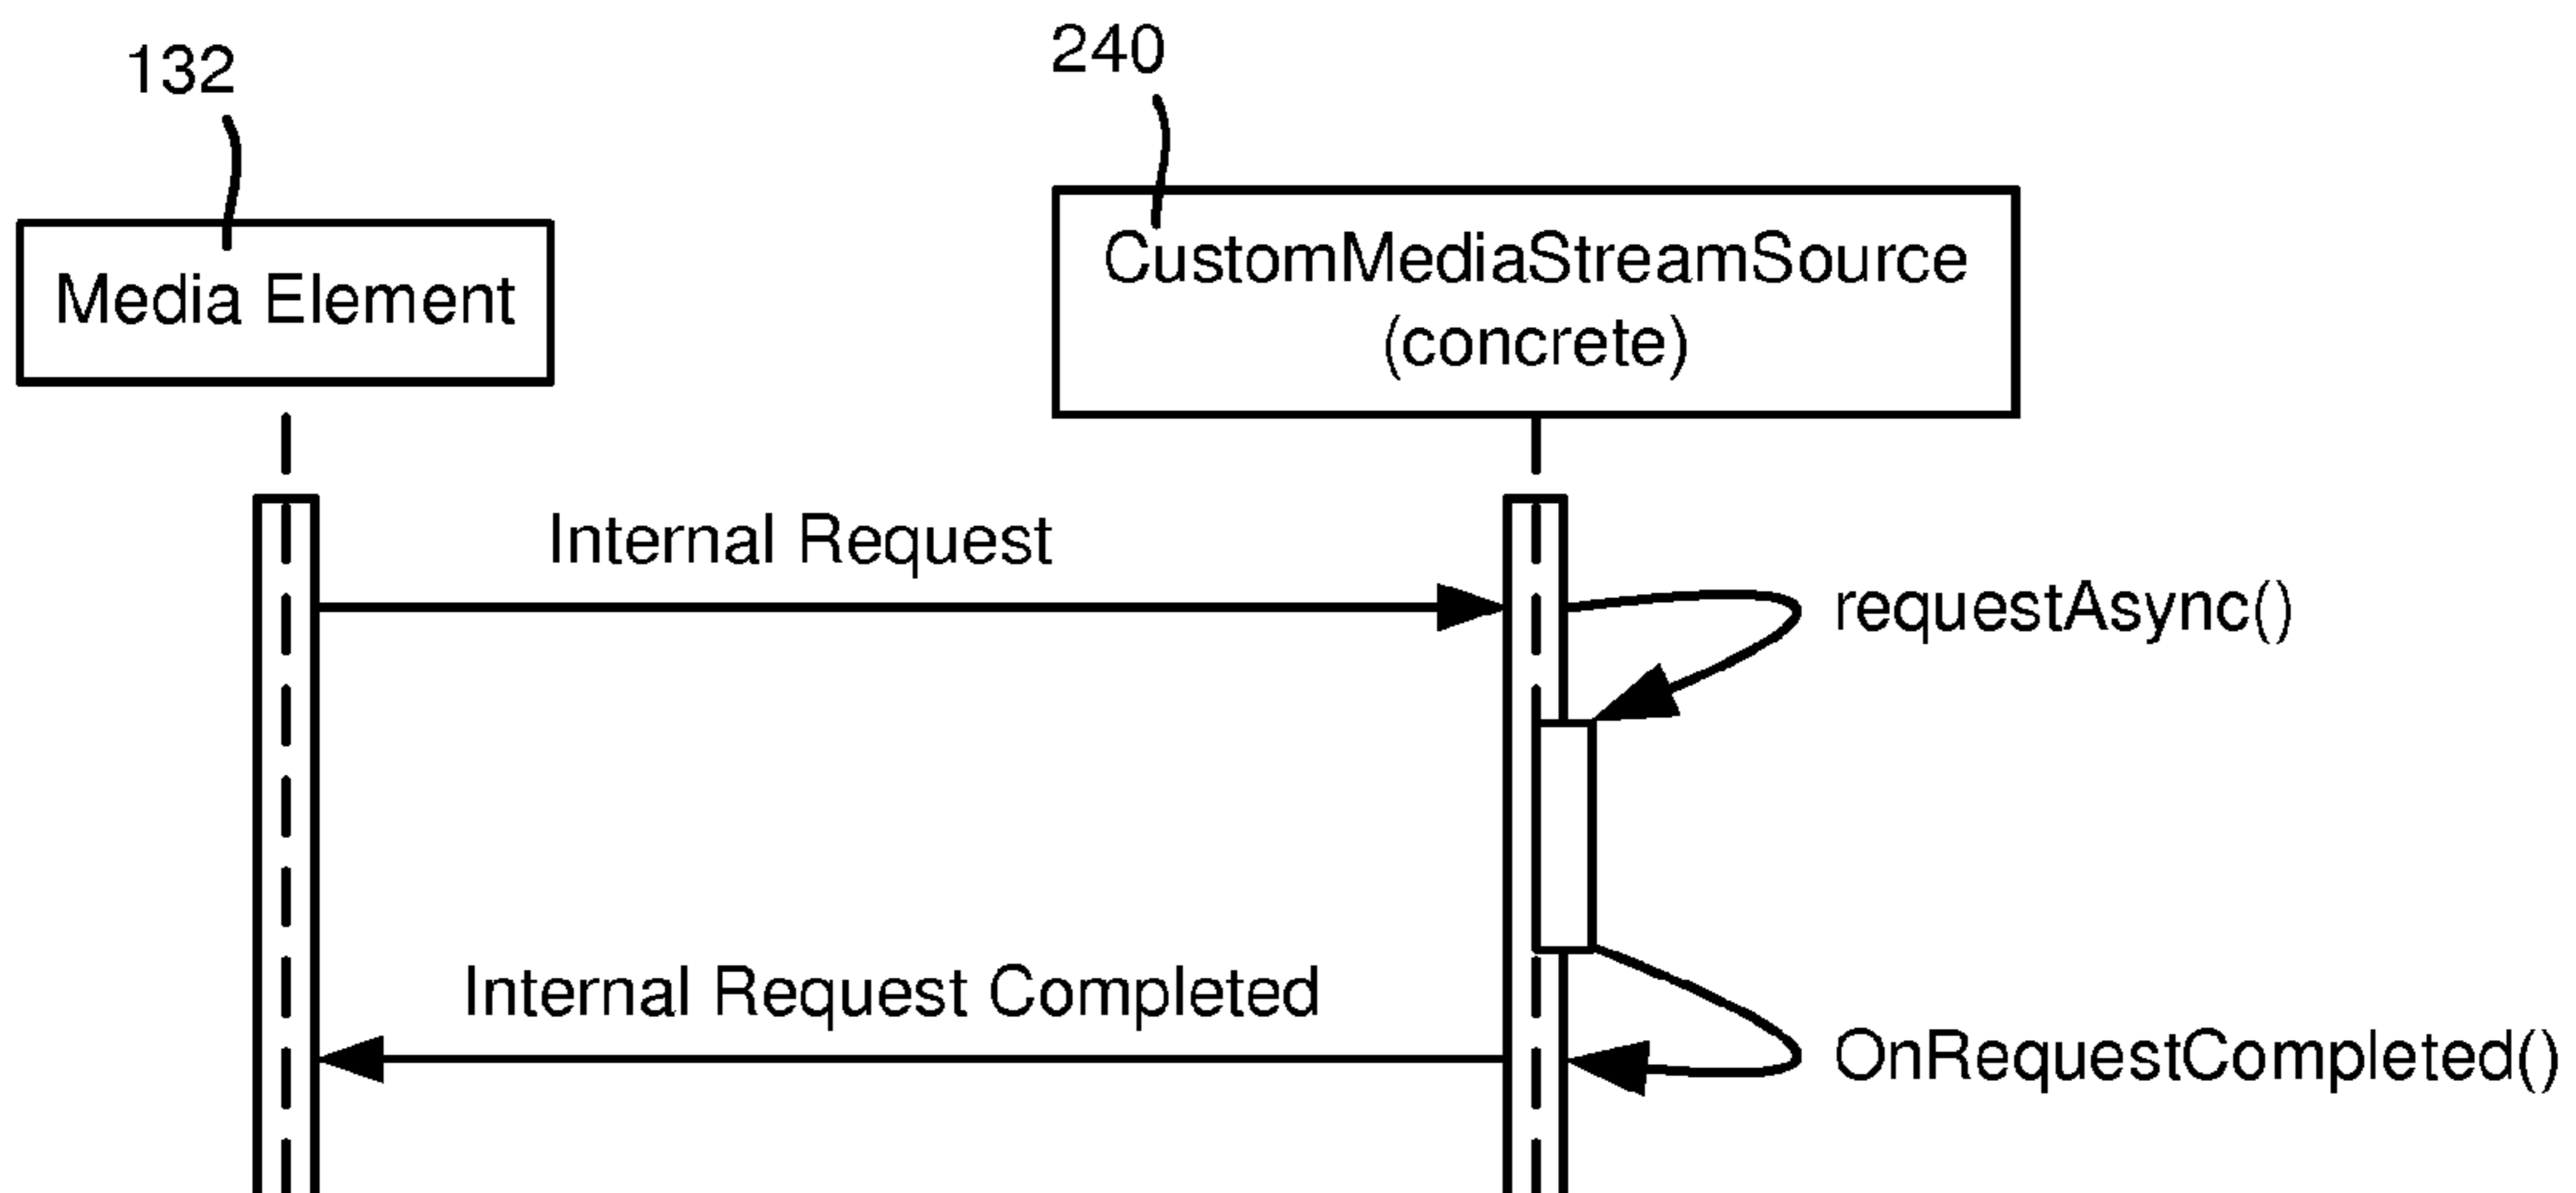 132
240
Media Element
CustomMediaStreamSource
(concrete)
Internal Request
requestAsync()
Internal Request Completed
OnRequestCompleted()